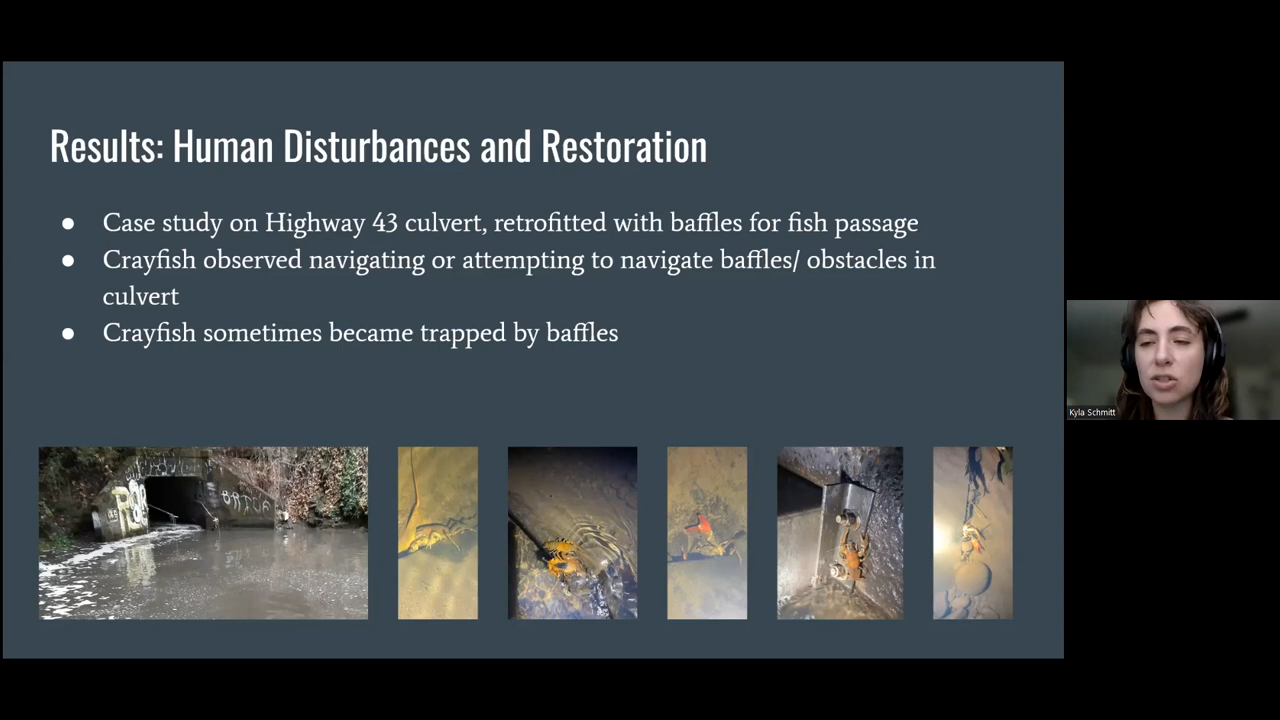 Results: Human Disturbances and Restoration
● Case study on Highway 43 culvert, retrofitted with baffles for fish passage
● Crayfish observed navigating or attempting to navigate baffles/ obstacles in
culvert
● Crayfish sometimes became trapped by baffles
Kyla Schmitt